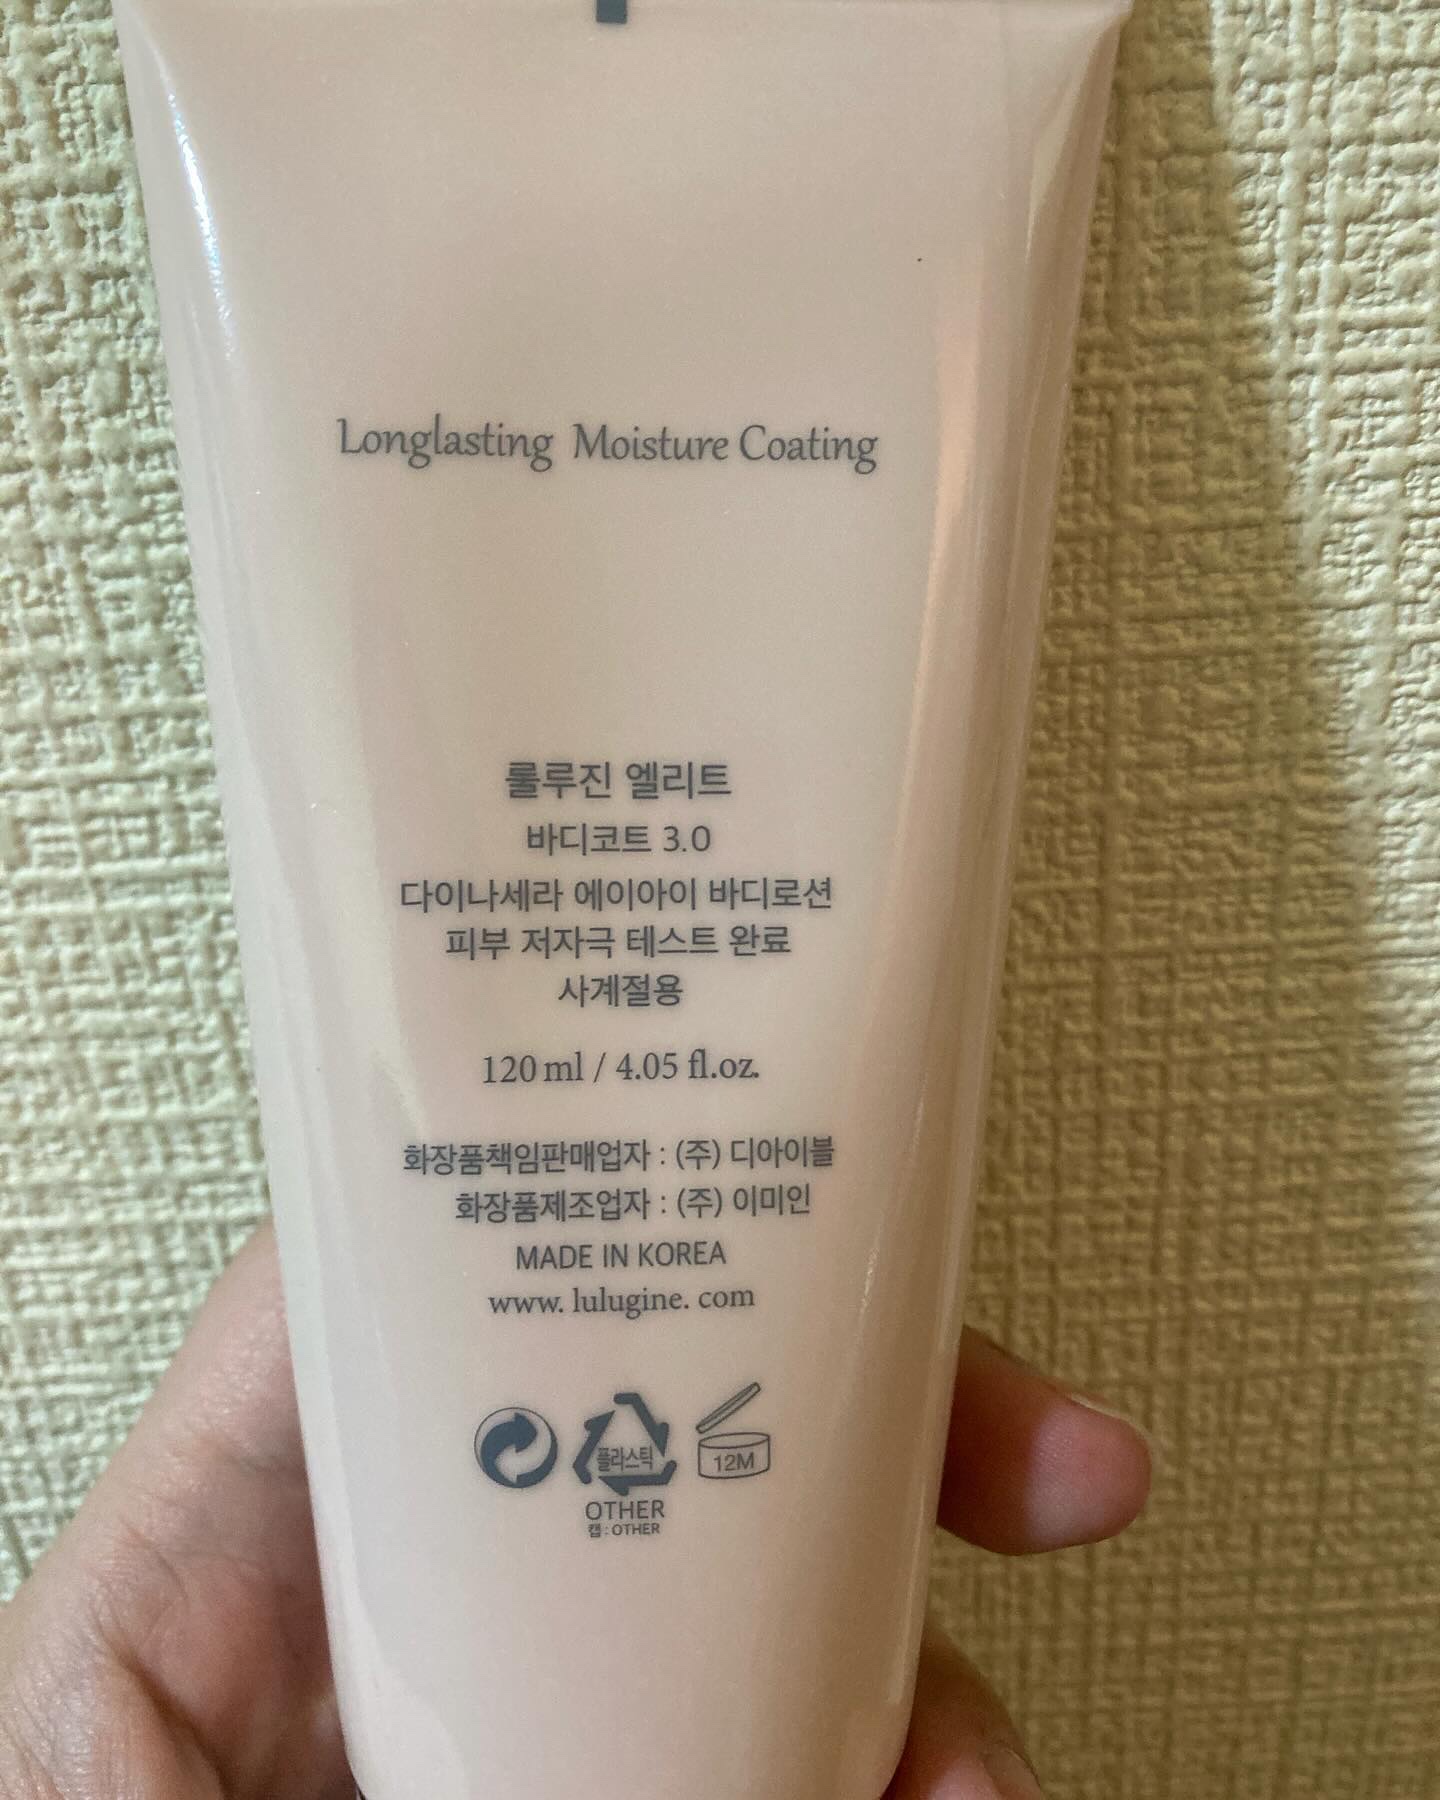 Longlasting Moisture Coating
룰루진 엘리트
바디코트 3.0
다이나세라 에이아이 바디로션
피부 저자극 테스트 완료
사계절용
120 ml / 4.05 fl.oz.
화장품책임판매업자 : (주) 디아이블
화장품제조업자 : (주) 이미인
MADE IN KOREA
www. lulugine. com
플라스틱
12M
OTHER
캡 : OTHER